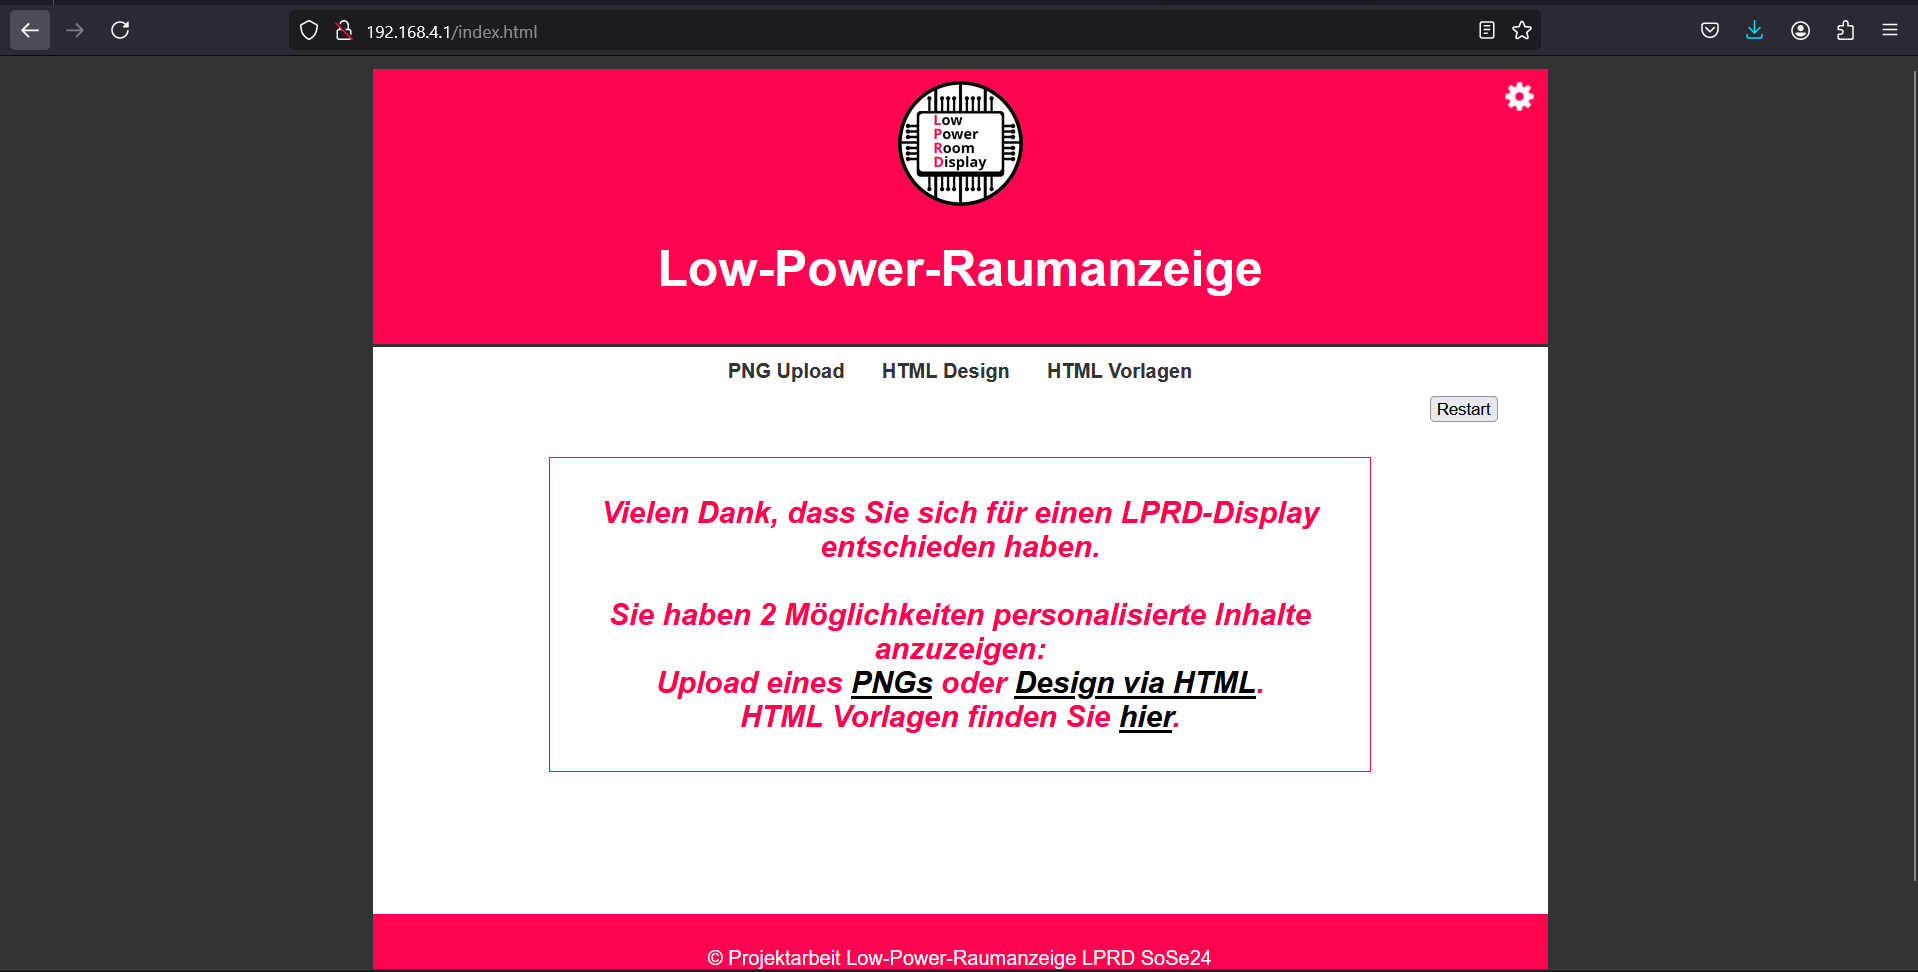 192.168.4.1/index.html
Low
Power
Room
Display
Low-Power-Raumanzeige
PNG Upload HTML Design HTML Vorlagen
Restart
Vielen Dank, dass Sie sich für einen LPRD-Display
entschieden haben.
Sie haben 2 Möglichkeiten personalisierte Inhalte
anzuzeigen:
Upload eines PNGs oder Design via HTML.
HTML Vorlagen finden Sie hier.
© Projektarbeit Low-Power-Raumanzeige LPRD SoSe24